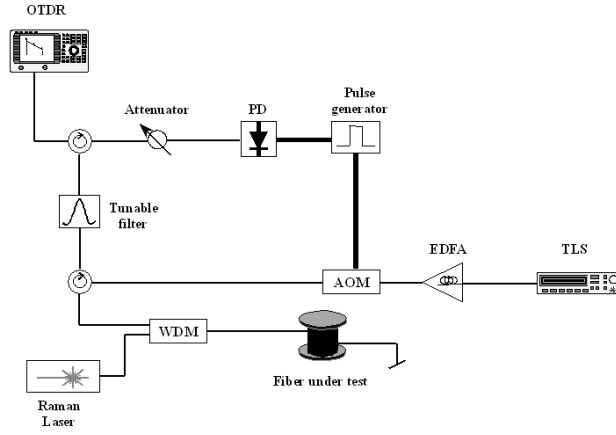 OTDR
Attenuator
PD
Pulse
generator
Tunable
filter
EDFA
TLS
AOM
WDM
Fiber under test
Raman
Laser